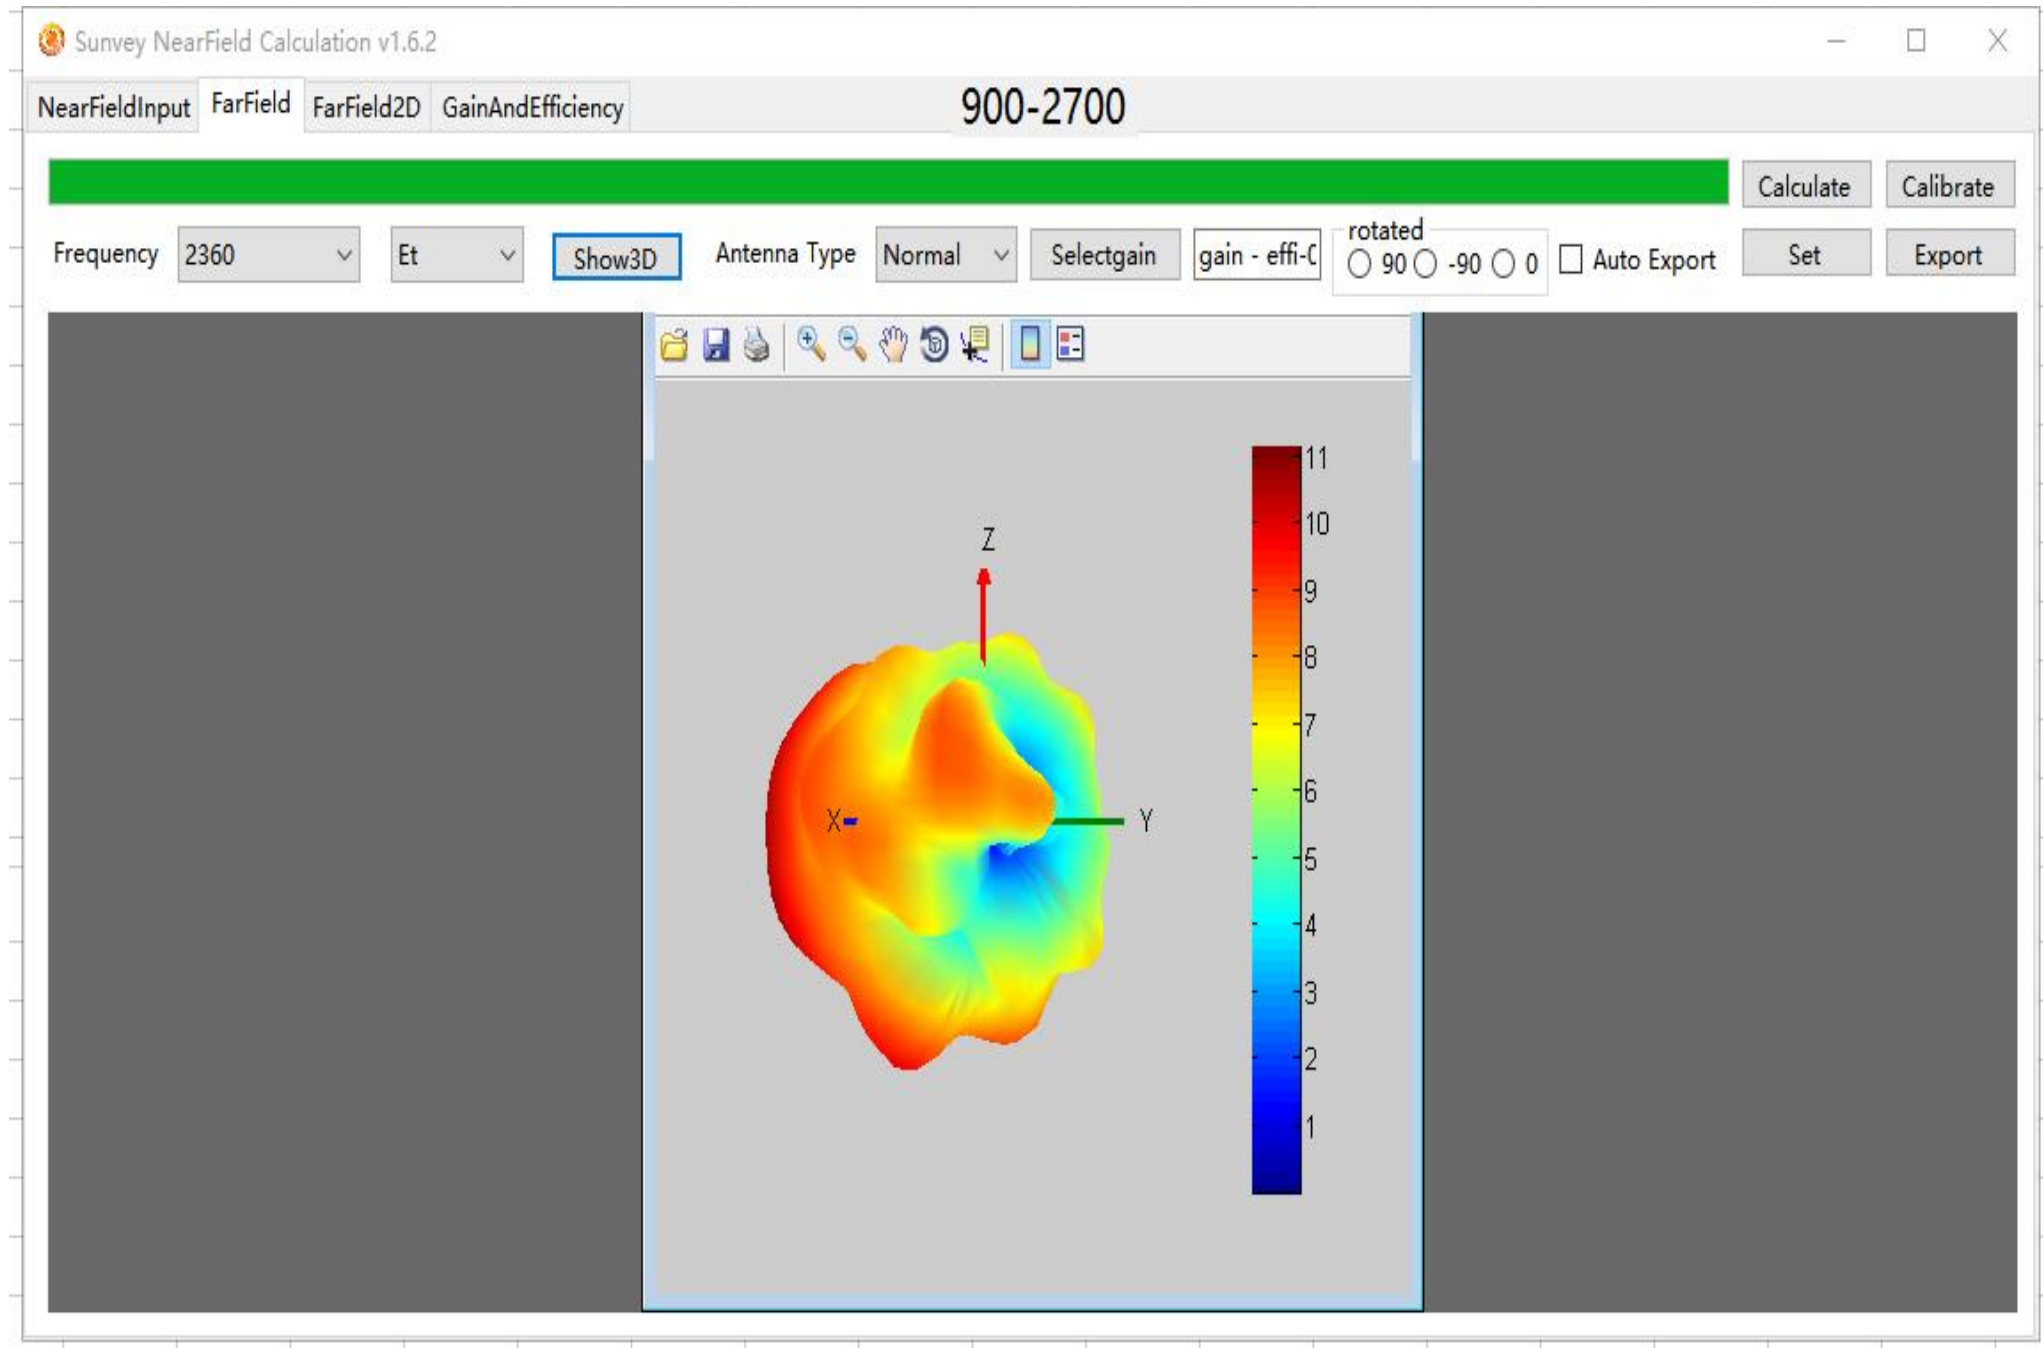 Sunvey NearField Calculation v1.6.2
NearFieldInput FarField FarField2D GainAndEfficiency 900-2700
Calculate Calibrate
Frequency 2360 Et Show3D Antenna Type Normal Selectgain gain - effi- rotated 90 -90 0 Auto Export Set Export
11
Z
10
9
8
7
6
X Y
5
4
3
2
1